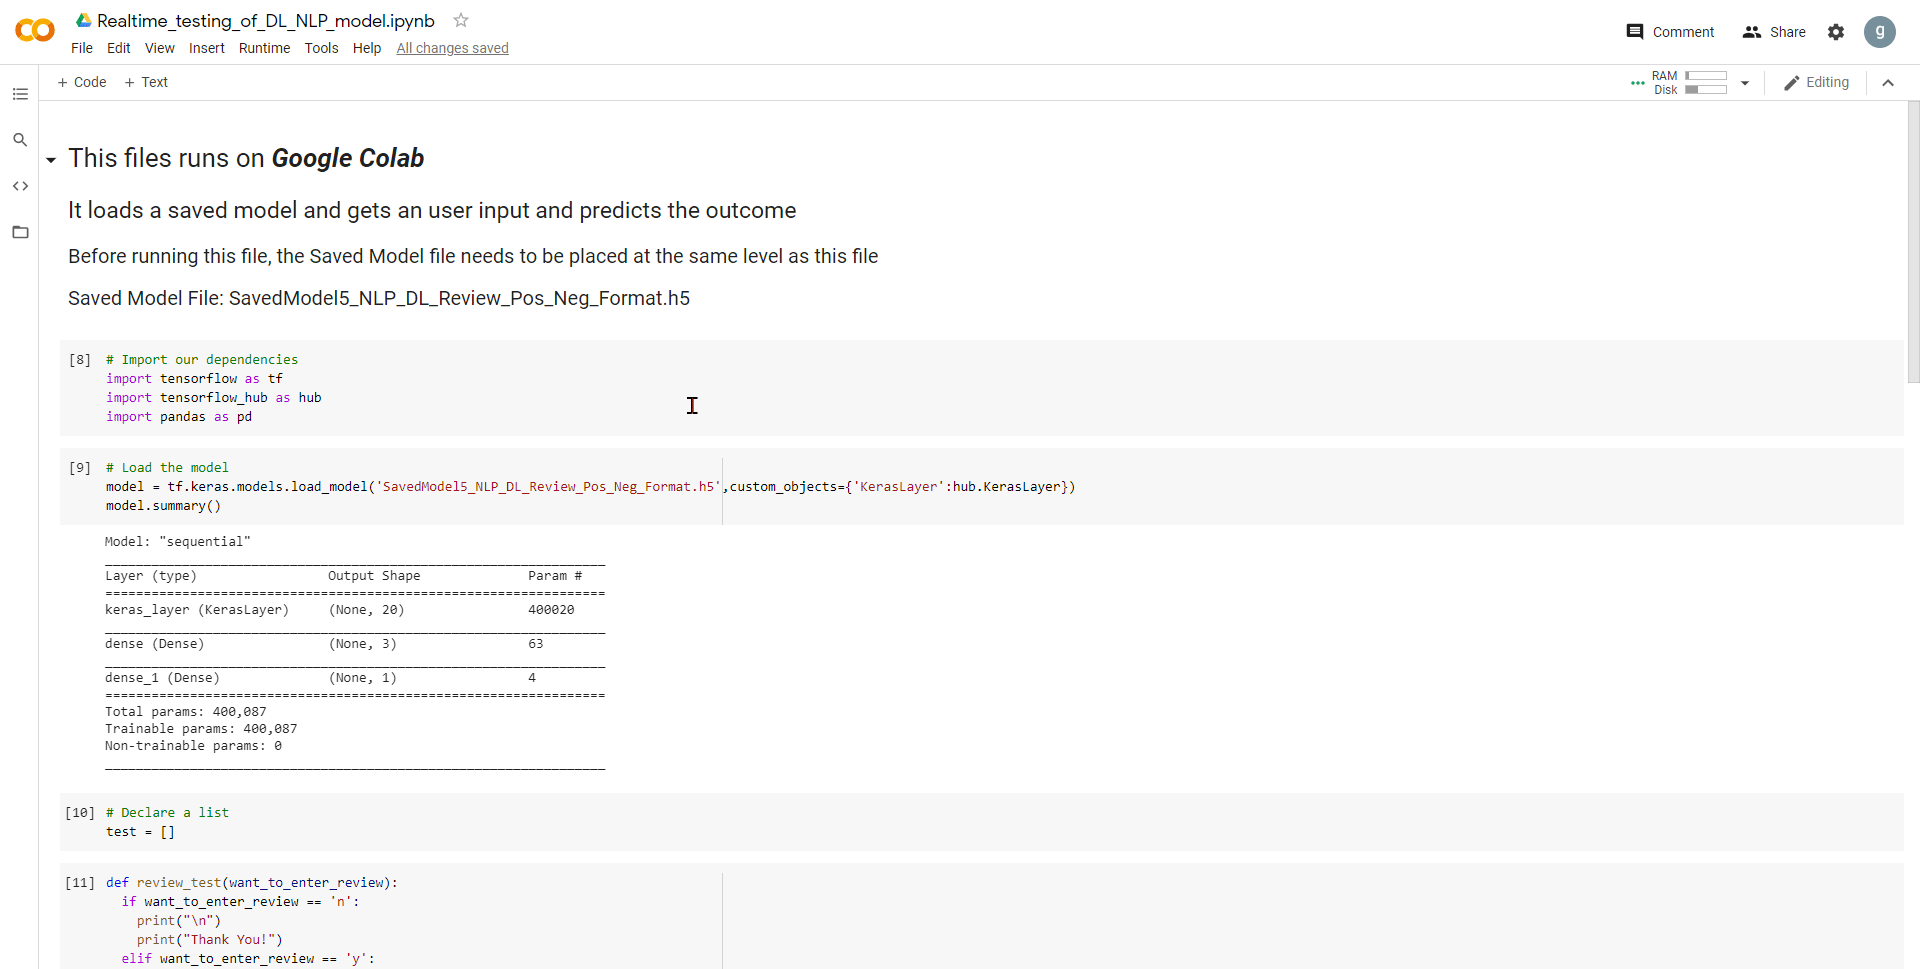 Realtime_testing_of_DL_NLP_model.ipynb
File Edit View Insert Runtime Tools Help All changes saved
Comment Share g
+ Code + Text
RAM
Disk
Editing
This files runs on Google Colab
It loads a saved model and gets an user input and predicts the outcome
Before running this file, the Saved Model file needs to be placed at the same level as this file
Saved Model File: SavedModel5_NLP_DL_Review_Pos_Neg_Format.h5
[8] # Import our dependencies
import tensorflow as tf
import tensorflow_hub as hub
import pandas as pd
[9] # Load the model
model = tf.keras.models.load_model('SavedModel5_NLP_DL_Review_Pos_Neg_Format.h5',custom_objects={'KerasLayer':hub.KerasLayer})
model.summary()
Model: "sequential"
_________________________________________________________________
Layer (type)                 Output Shape              Param #
=================================================================
keras_layer (KerasLayer)     (None, 20)                400020
_________________________________________________________________
dense (Dense)                (None, 3)                 63
_________________________________________________________________
dense_1 (Dense)              (None, 1)                 4
=================================================================
Total params: 400,087
Trainable params: 400,087
Non-trainable params: 0
_________________________________________________________________
[10] # Declare a list
test = []
[11] def review_test(want_to_enter_review):
if want_to_enter_review == 'n':
print("\n")
print("Thank You!")
elif want_to_enter_review == 'y':